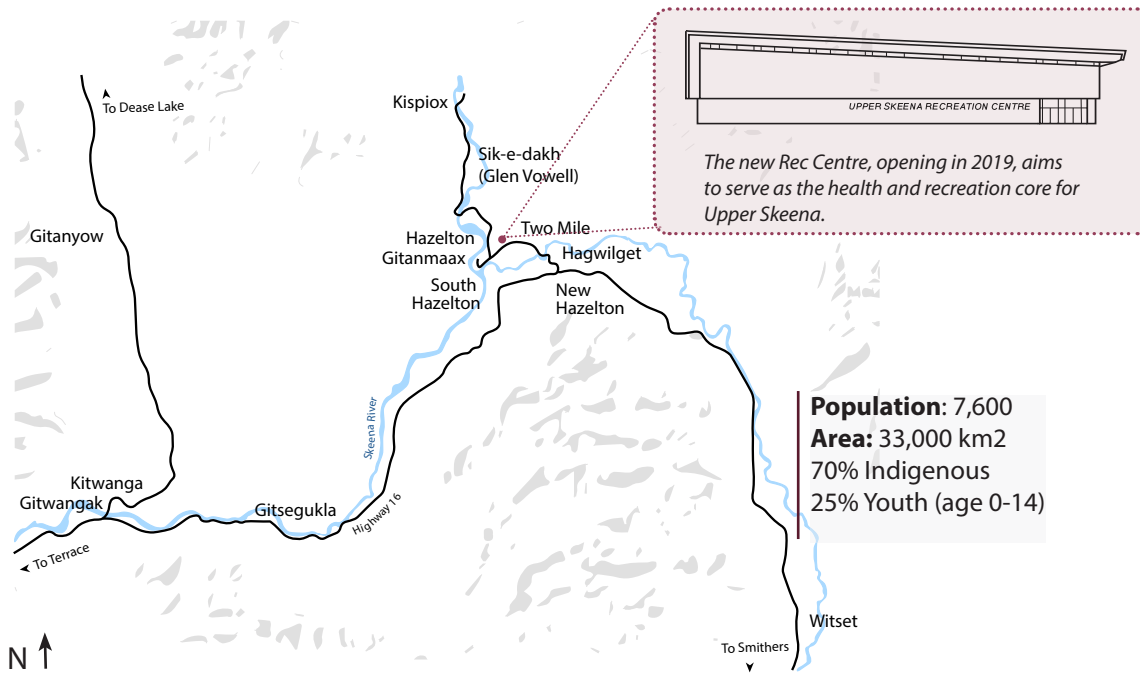 To Dease Lake
Kispiox
UPPER SKEENA RECREATION CENTRE
The new Rec Centre, opening in 2019, aims
to serve as the health and recreation core for
Upper Skeena.
Sik-e-dakh
(Glen Vowell)
Gitanyow
Two Mile
Hazelton
Gitanmaax
Hagwilget
South
Hazelton
New
Hazelton
Skeena River
Population: 7,600
Area: 33,000 km2
70% Indigenous
25% Youth (age 0-14)
Kitwanga
Gitwangak
Gitsegukla
Highway 16
To Terrace
Witset
To Smithers
N